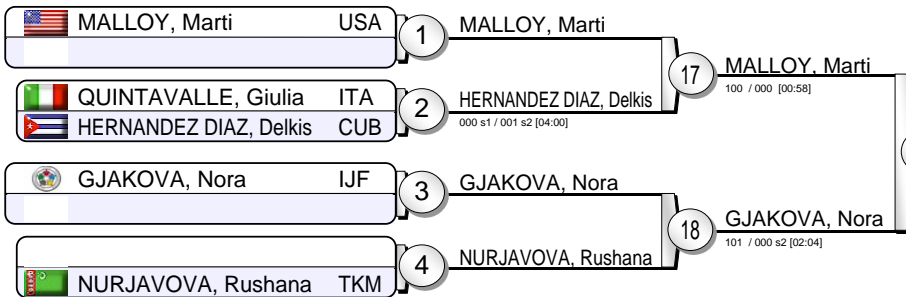 MALLOY, Marti USA
1
MALLOY, Marti
17
MALLOY, Marti
100 / 000 [00:58]
QUINTAVALLE, Giulia ITA
HERNANDEZ DIAZ, Delkis CUB
2
HERNANDEZ DIAZ, Delkis
000 s1 / 001 s2 [04:00]
GJAKOVA, Nora IJF
3
GJAKOVA, Nora
18
GJAKOVA, Nora
101 / 000 s2 [02:04]
NURJAVOVA, Rushana TKM
4
NURJAVOVA, Rushana